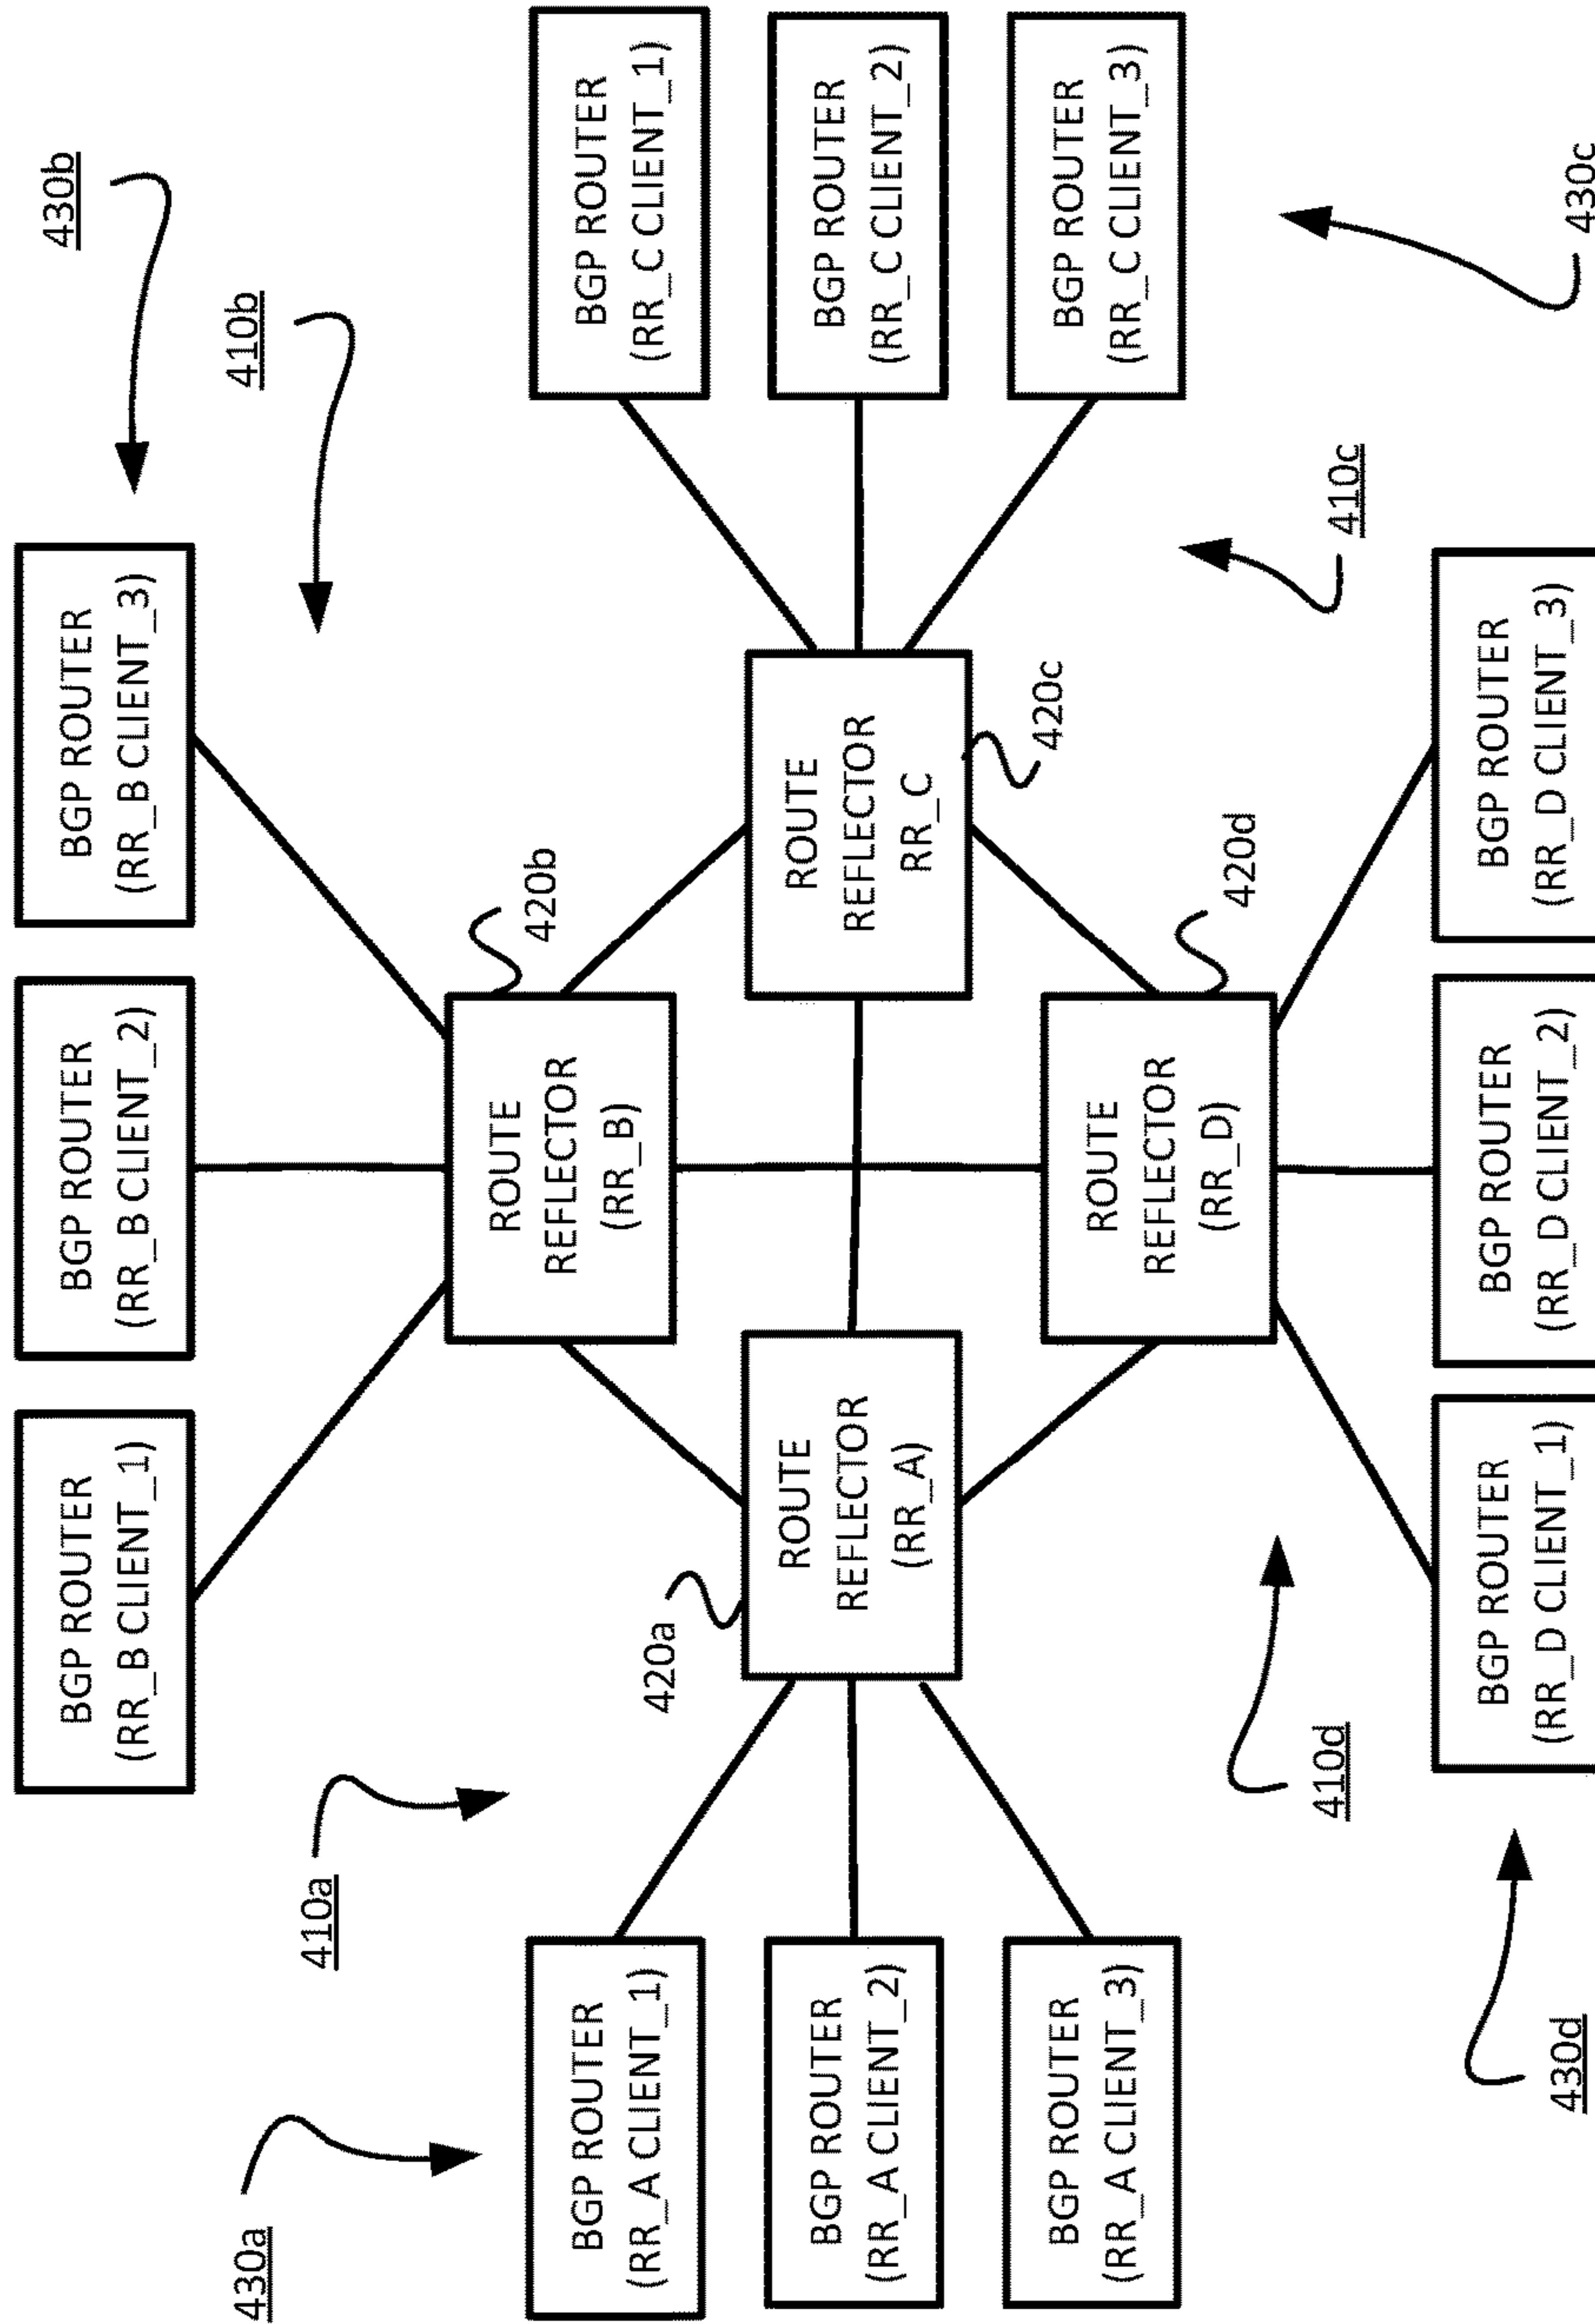 430b
410b
BGP ROUTER
(RR_B CLIENT_1)
BGP ROUTER
(RR_B CLIENT_2)
BGP ROUTER
(RR_B CLIENT_3)
430a
410a
420a
420b
ROUTE
REFLECTOR
(RR_B)
BGP ROUTER
(RR_A CLIENT_1)
BGP ROUTER
(RR_A CLIENT_2)
BGP ROUTER
(RR_A CLIENT_3)
ROUTE
REFLECTOR
(RR_A)
ROUTE
REFLECTOR
RR_C
420c
BGP ROUTER
(RR_C CLIENT_1)
BGP ROUTER
(RR_C CLIENT_2)
BGP ROUTER
(RR_C CLIENT_3)
ROUTE
REFLECTOR
(RR_D)
420d
410c
410d
430c
430d
BGP ROUTER
(RR_D CLIENT_1)
BGP ROUTER
(RR_D CLIENT_2)
BGP ROUTER
(RR_D CLIENT_3)